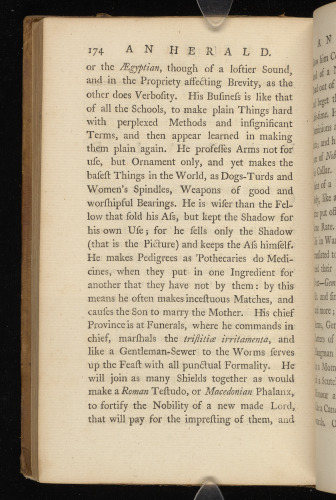 174 AN HERALD.
or the Ægyptian, though of a loftier Sound,
and in the Propriety affecting Brevity, as the
other does Verbosity. His Business is like that
of all the Schools, to make plain Things hard
with perplexed Methods and insignificant
Terms, and then appear learned in making
them plain again. He professes Arms not for
use, but Ornament only, and yet makes the
basest Things in the World, as Dogs-Turds and
Women's Spindles, Weapons of good and
worshipful Bearings. He is wiser than the Fel-
low that sold his Ass, but kept the Shadow for
his own Use; for he sells only the Shadow
(that is the Picture) and keeps the Ass himself.
He makes Pedigrees as 'Pothecaries do Medi-
cines, when they put in one Ingredient for
another that they have not by them: by this
means he often makes incestuous Matches, and
causes the Son to marry the Mother. His chief
Province is at Funerals, where he commands in
chief, marshals the tristitiæ irritamenta, and
like a Gentleman-Sewer to the Worms serves
up the Feast with all punctual Formality. He
will join as many Shields together as would
make a Roman Testudo, or Macedonian Phalanx,
to fortify the Nobility of a new made Lord,
that will pay for the impresting of them, and